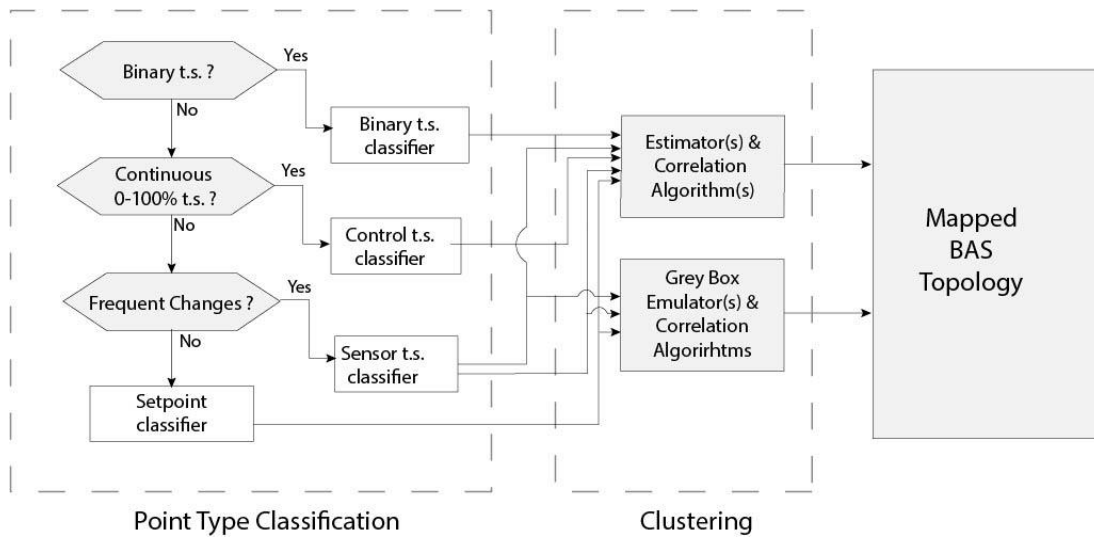 Binary t.s. ?
Yes
No
Binary t.s.
classifier
Continuous
0-100% t.s. ?
Yes
No
Control t.s.
classifier
Frequent Changes ?
Yes
No
Sensor t.s.
classifier
Setpoint
classifier
Point Type Classification
Estimator(s) &
Correlation
Algorithm(s)
Grey Box
Emulator(s) &
Correlation
Algorirhtms
Clustering
Mapped
BAS
Topology